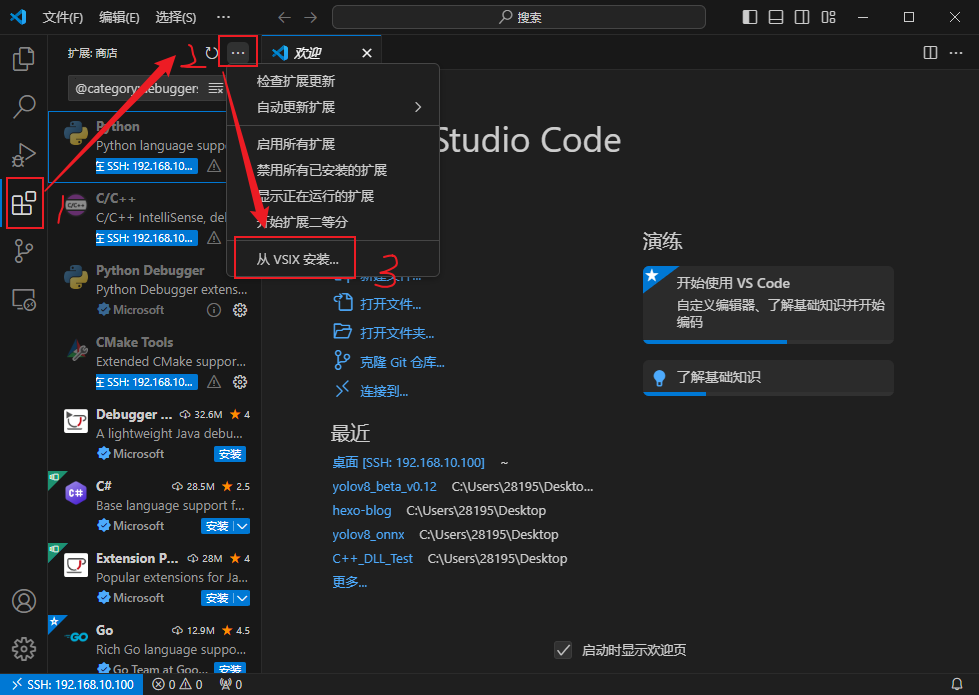 文件(F) 编辑(E) 选择(S) ··· 搜索
扩展: 商店
2
欢迎
@category:debuggers
检查扩展更新
自动更新扩展
启用所有扩展
禁用所有已安装的扩展
显示正在运行的扩展
开始扩展二等分
从 VSIX 安装...
1
3
Python
Python language supp
在 SSH: 192.168.10...
C/C++
C/C++ IntelliSense, de
在 SSH: 192.168.10...
Python Debugger
Python Debugger extens...
Microsoft
CMake Tools
Extended CMake suppor...
在 SSH: 192.168.10...
Debugger ... 32.6M ★ 4
A lightweight Java debu...
Microsoft 安装
C# 28.5M ★ 2.5
Base language support f...
Microsoft 安装
Extension P... 28M ★ 4
Popular extensions for Ja...
Microsoft 安装
Go 12.9M ★ 4.5
Rich Go language suppo...
Go Team at Goo... 安装
Studio Code
打开文件...
打开文件夹...
克隆 Git 仓库...
连接到...
最近
桌面 [SSH: 192.168.10.100] ~
yolov8_beta_v0.12 C:\Users\28195\Deskto...
hexo-blog C:\Users\28195\Desktop
yolov8_onnx C:\Users\28195\Desktop
C++_DLL_Test C:\Users\28195\Desktop
更多...
演练
开始使用 VS Code
自定义编辑器、了解基础知识并开始
编码
了解基础知识
启动时显示欢迎页
SSH: 192.168.10.100 0 0 0